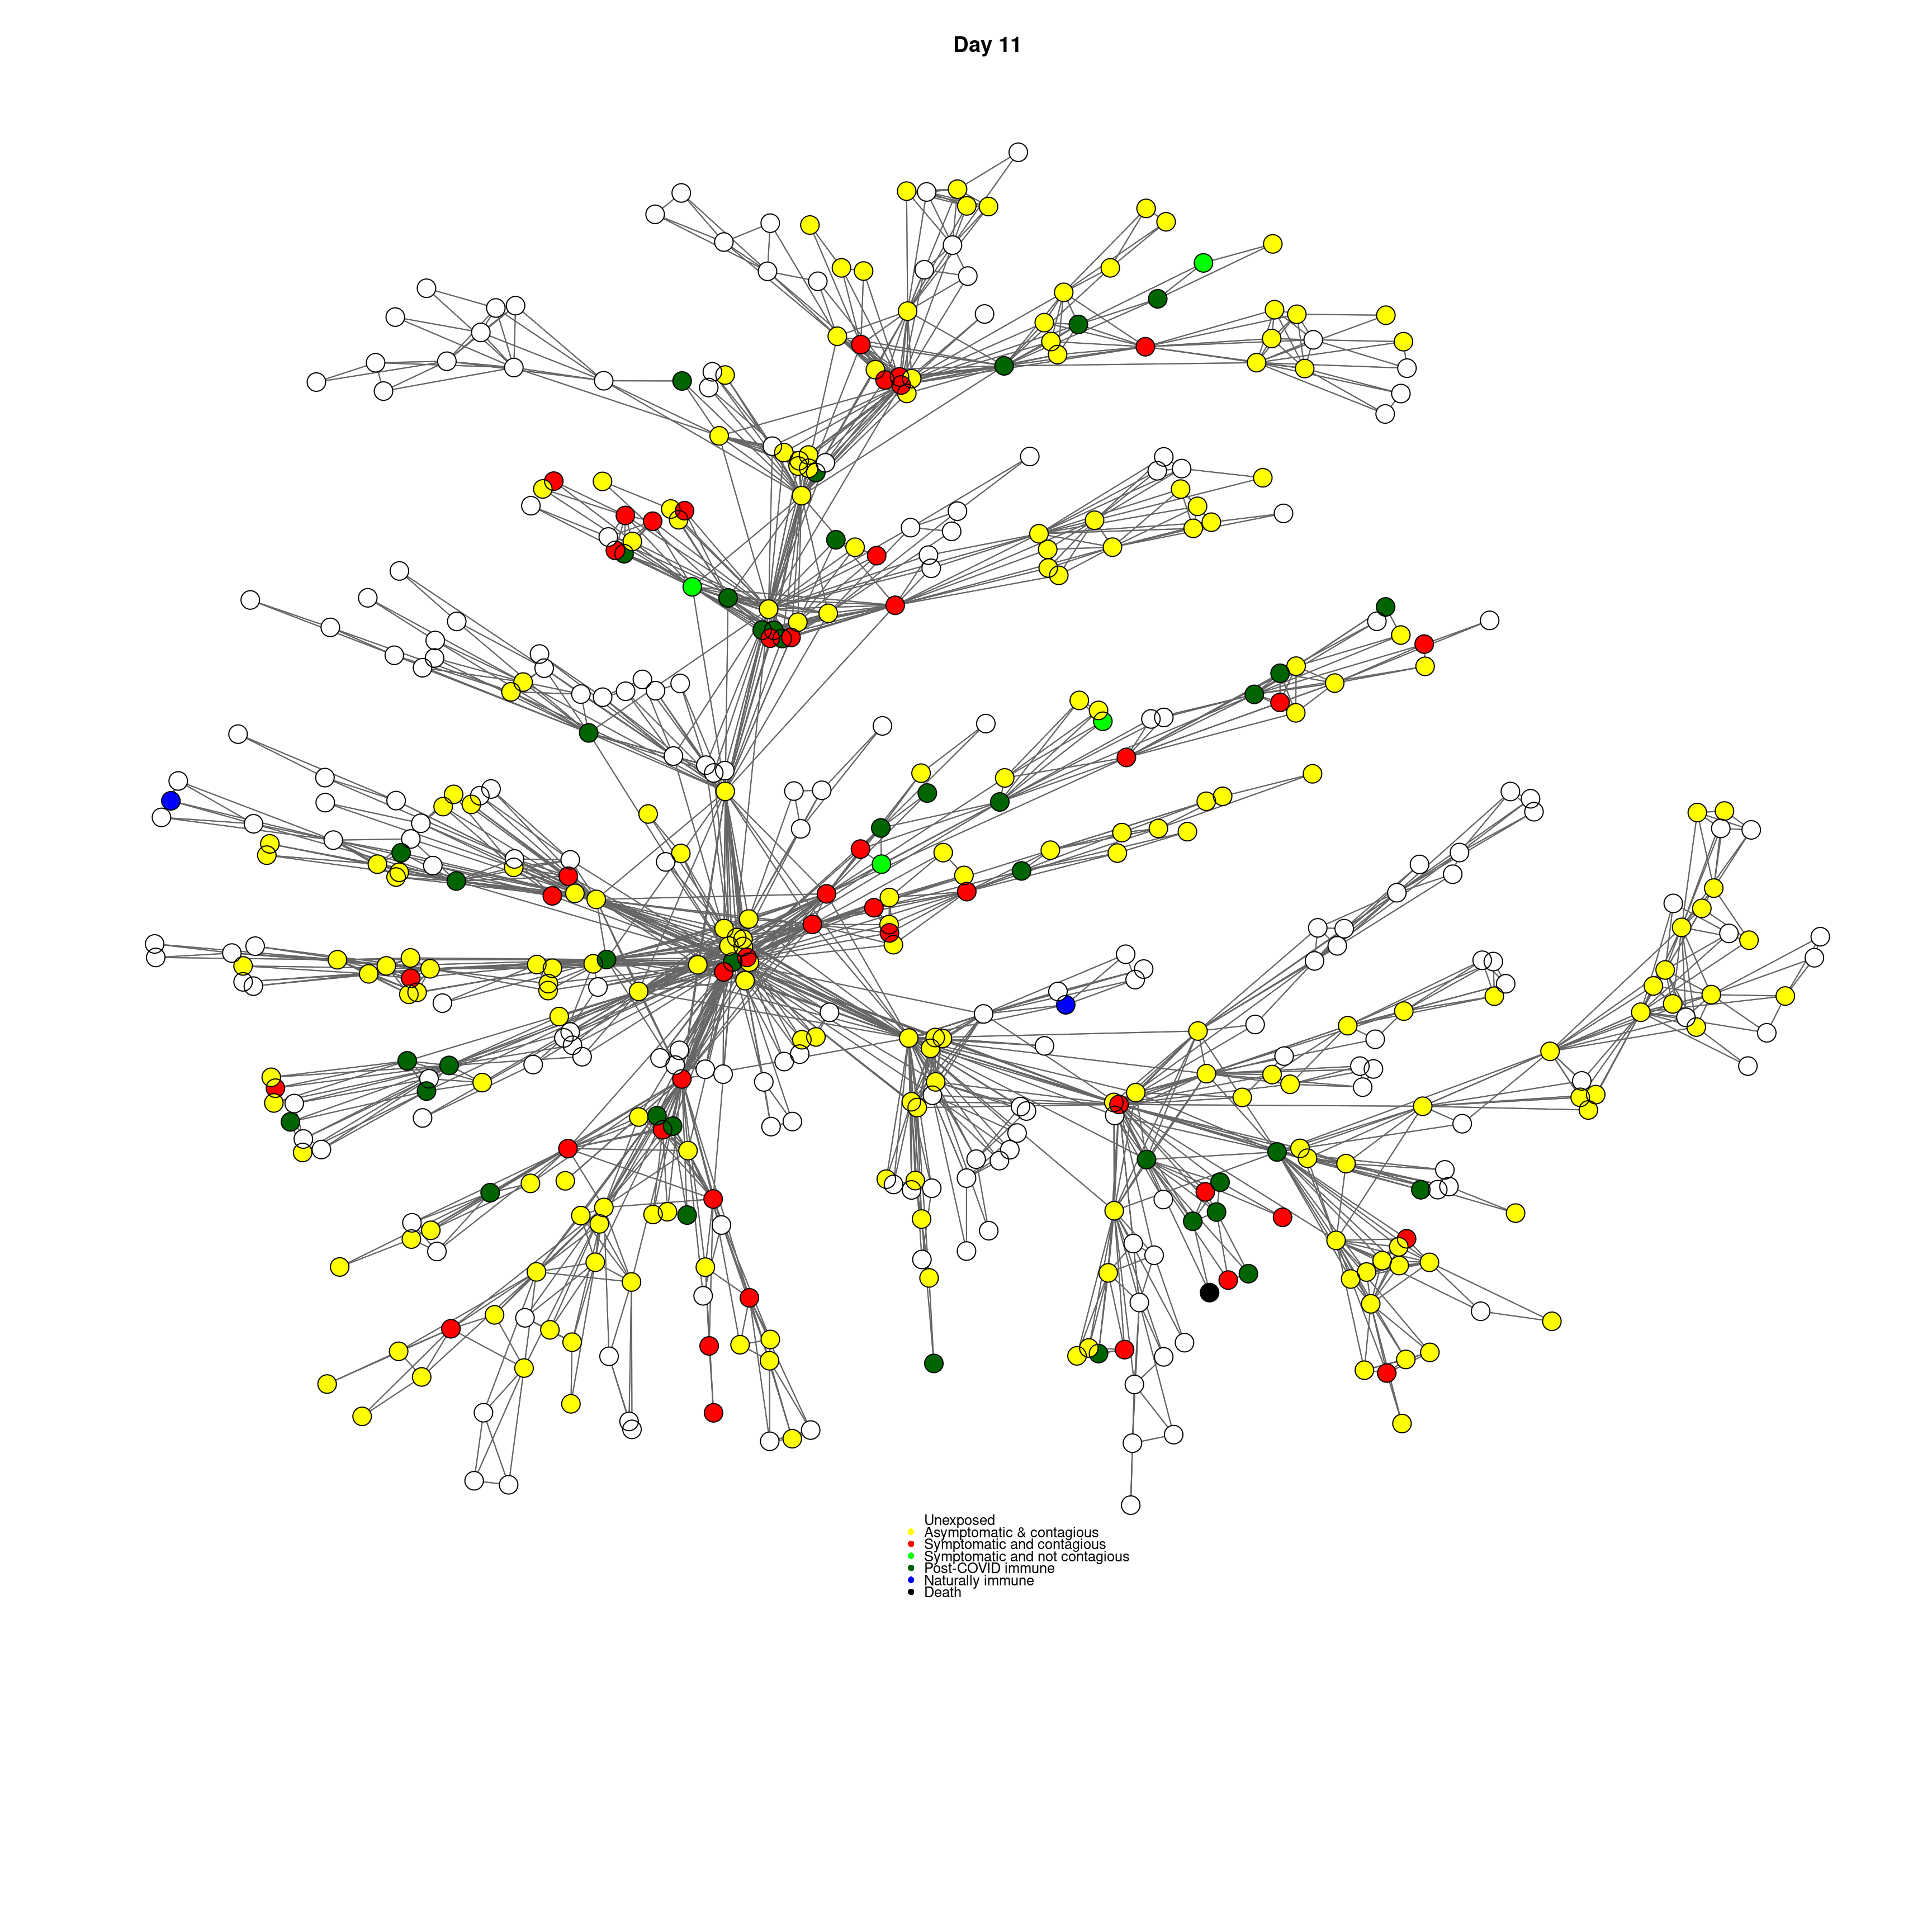 Day 11
Unexposed
Asymptomatic & contagious
Symptomatic and contagious
Symptomatic and not contagious
Post-COVID immune
Naturally immune
Death